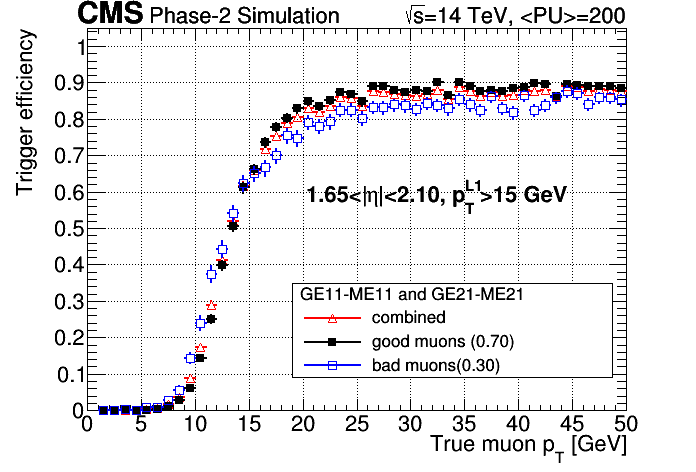 CMS Phase-2 Simulation √s=14 TeV, <PU>=200
Trigger efficiency
1
0.9
0.8
0.7
0.6
0.5
0.4
0.3
0.2
0.1
0
1.65<|η|<2.10, p_T^L1>15 GeV
GE11-ME11 and GE21-ME21
combined
good muons (0.70)
bad muons(0.30)
0 5 10 15 20 25 30 35 40 45 50
True muon p_T [GeV]